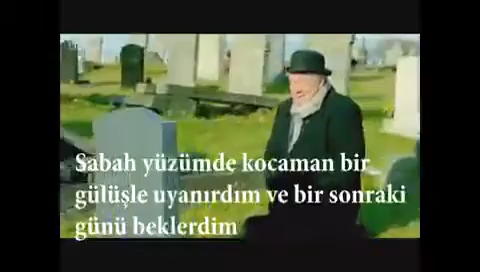 Sabah yüzümde kocaman bir
gülüşle uyanırdım ve bir sonraki
günü beklerdim